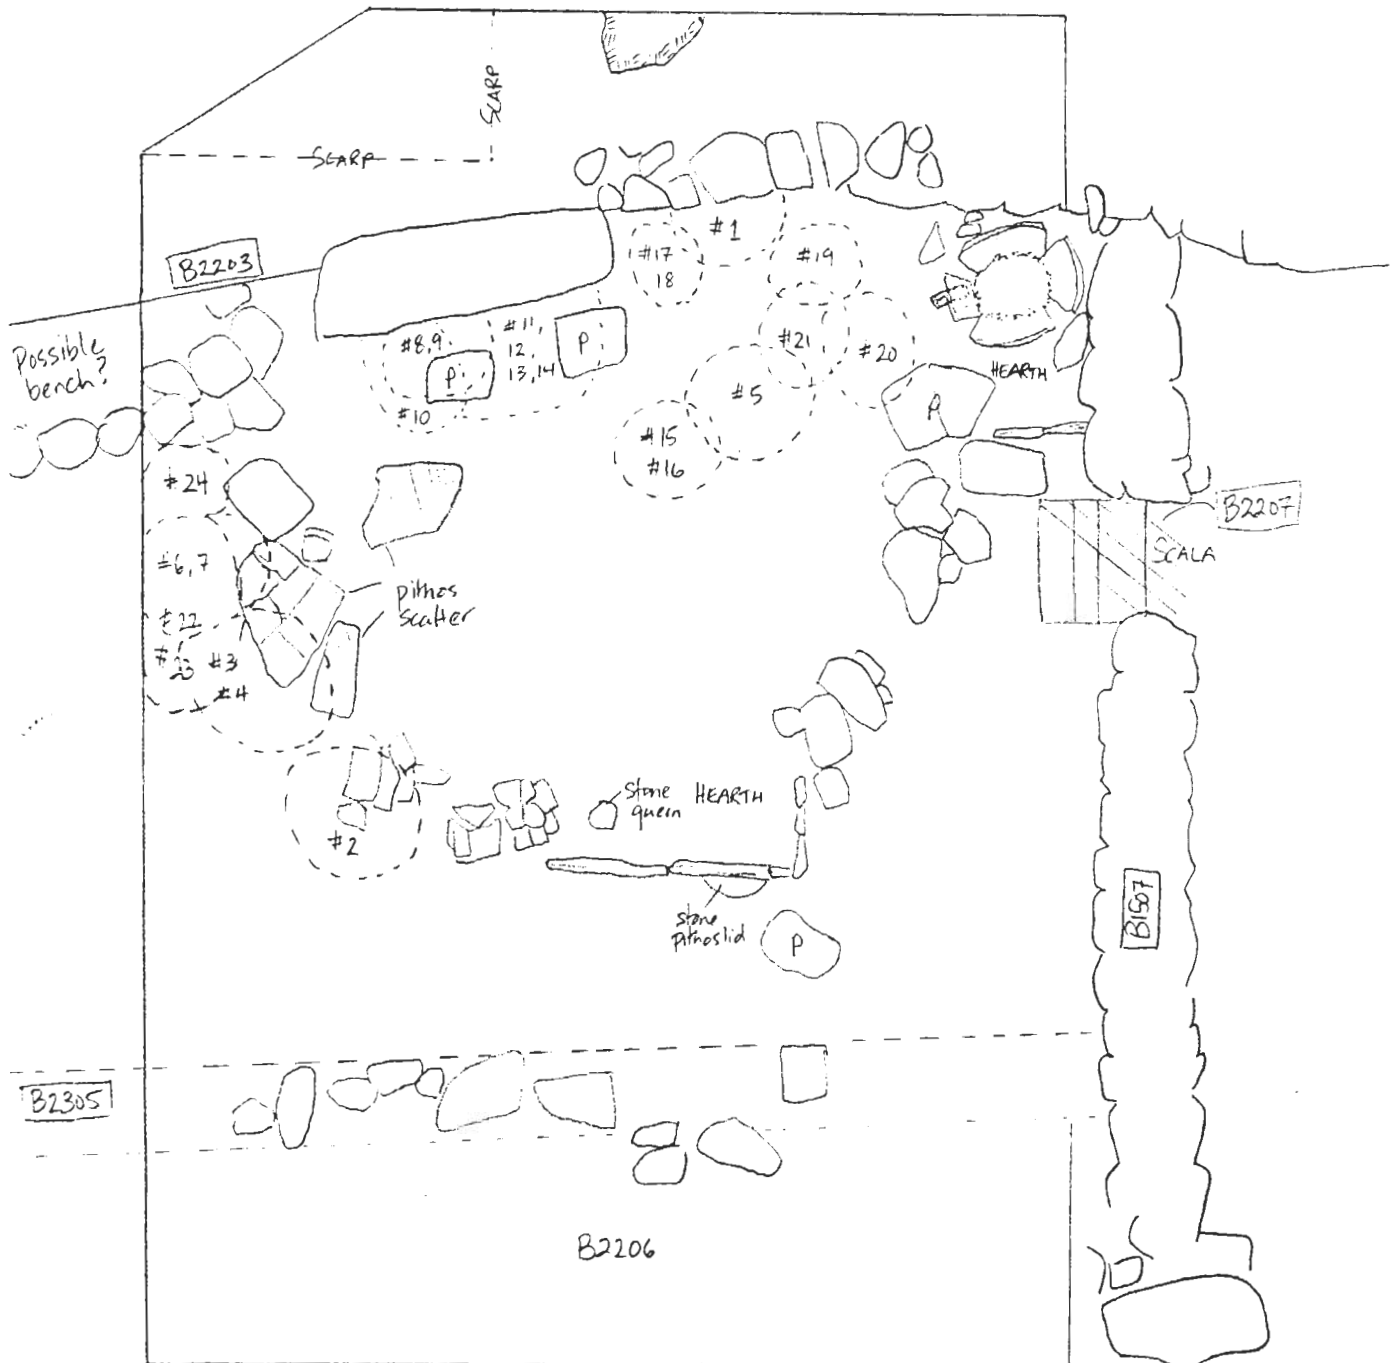 SCARP
SCARP
B2203
#1
#17
18
#19
Possible
bench?
#8,9
#11,
12,
13,14
P
P
#21
#20
HEARTH
#10
#5
P
#15
#16
#24
B2207
SCALA
#6,7
pithos
scatter
#22
#23
#3
#4
stone
quern
HEARTH
#2
stone
pithoslid
P
B1507
B2305
B2206